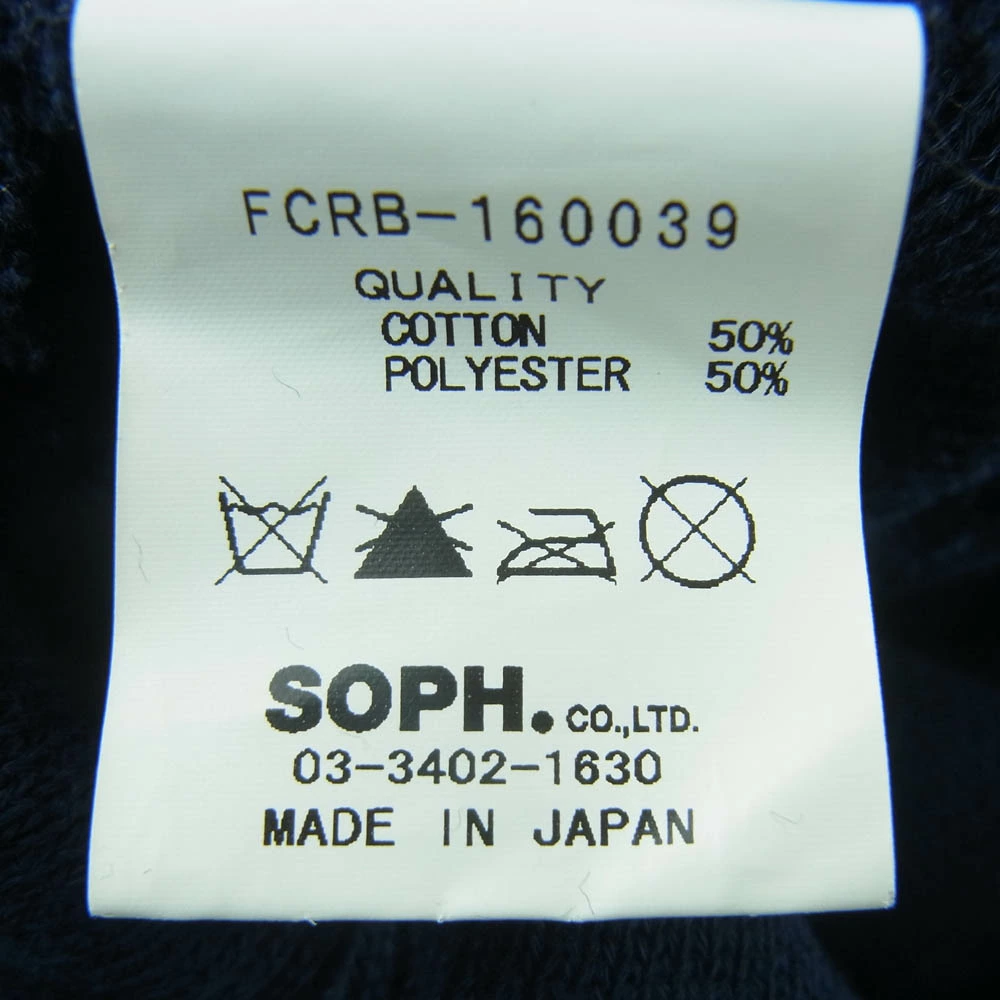 FCRB-160039
QUALITY
COTTON 50%
POLYESTER 50%
SOPH. CO.,LTD.
03-3402-1630
MADE IN JAPAN